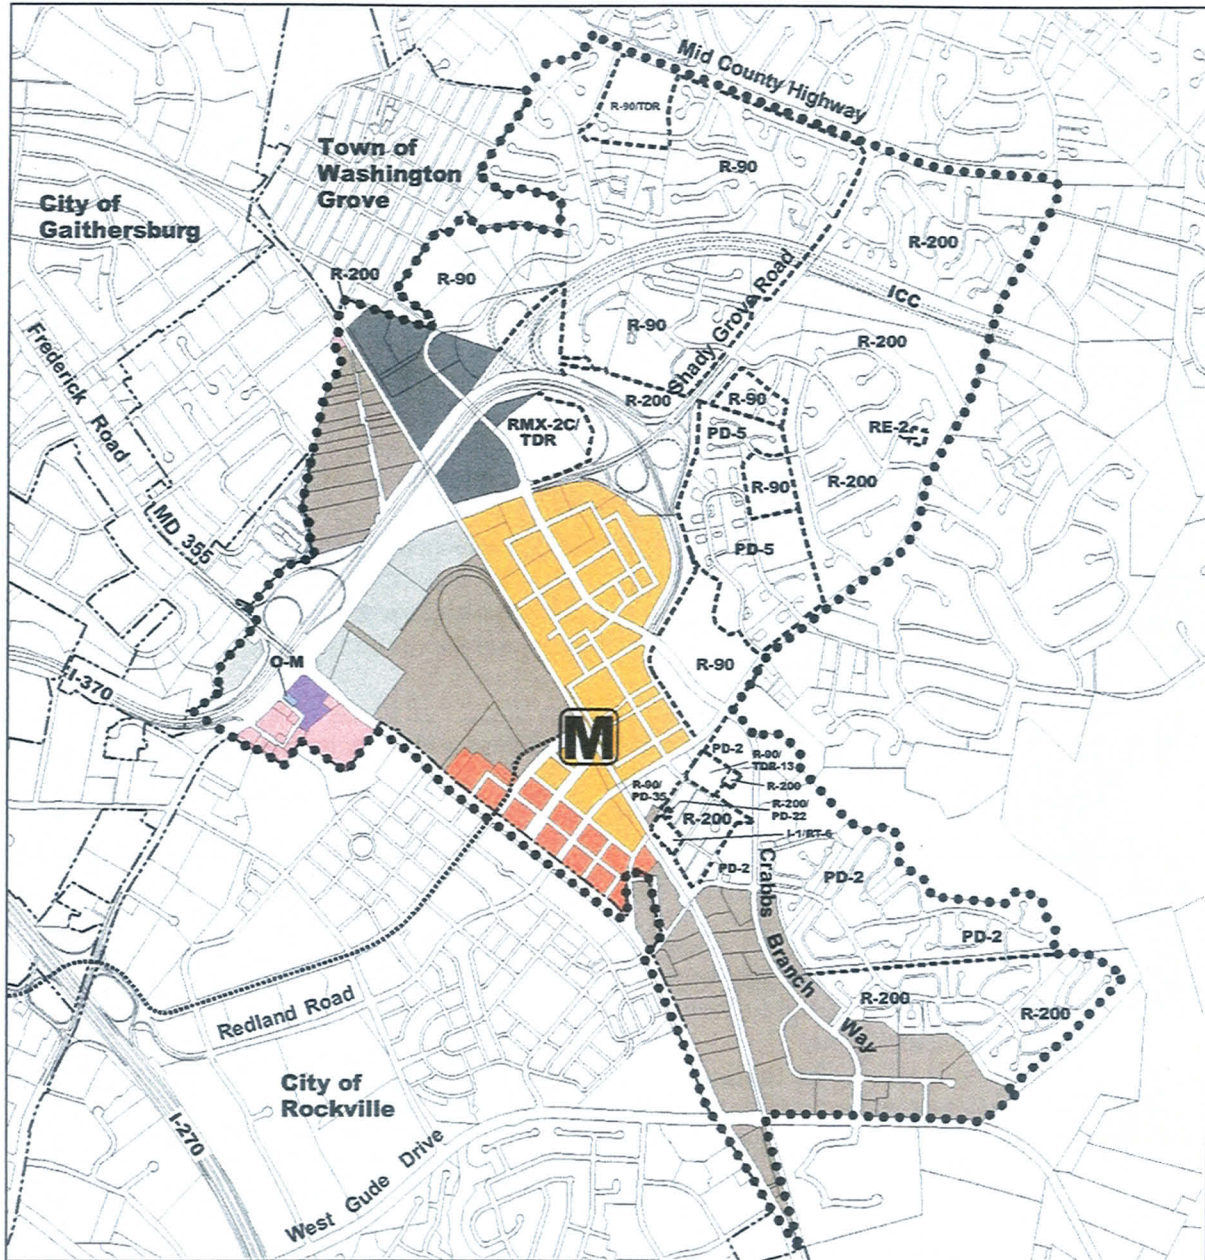 Mid County Highway
R-90/TDR
Town of
Washington
Grove
R-90
City of
Gaithersburg
R-200
R-200
R-90
Shady Grove Road
ICC
Frederick Road
R-90
R-200
R-200
R-90
RMX-2C/
TDR
PD-5
RE-2
R-90
R-200
MD 355
PD-5
O-M
R-90
I-370
M
PD-2
R-90/
TDR-13
R-90/
PD-35
R-200
R-200/
PD-22
R-200
I-1/RT-6
PD-2
PD-2
Crabbs Branch Way
PD-2
R-200
R-200
Redland Road
City of
Rockville
I-270
West Gude Drive